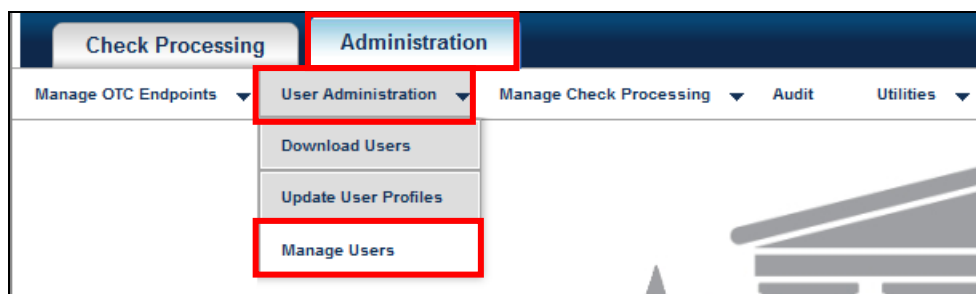 Check Processing
Administration
Manage OTC Endpoints
User Administration
Manage Check Processing
Audit
Utilities
Download Users
Update User Profiles
Manage Users